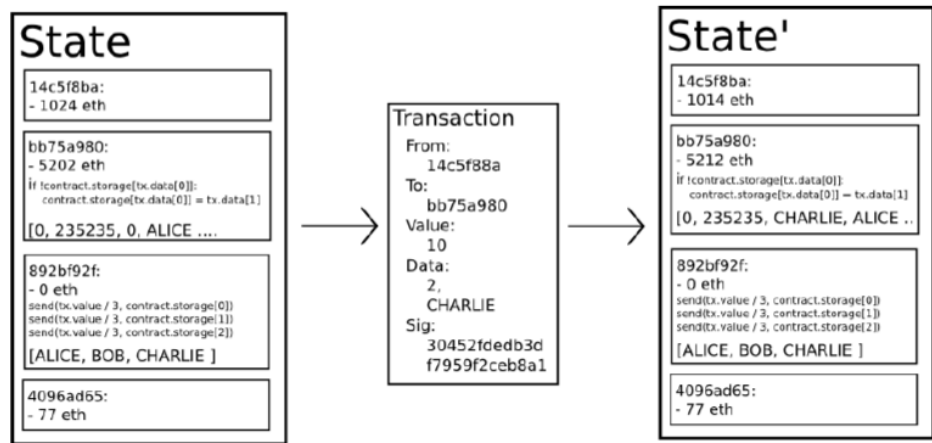 State
14c5f8ba:
- 1024 eth
bb75a980:
- 5202 eth
if !contract.storage[tx.data[0]]:
contract.storage[tx.data[0]] = tx.data[1]
[0, 235235, 0, ALICE ....
892bf92f:
- 0 eth
send(tx.value / 3, contract.storage[0])
send(tx.value / 3, contract.storage[1])
send(tx.value / 3, contract.storage[2])
[ALICE, BOB, CHARLIE ]
4096ad65:
- 77 eth
Transaction
From:
14c5f88a
To:
bb75a980
Value:
10
Data:
2,
CHARLIE
Sig:
30452fdedb3d
f7959f2ceb8a1
State'
14c5f8ba:
- 1014 eth
bb75a980:
- 5212 eth
if !contract.storage[tx.data[0]]:
contract.storage[tx.data[0]] = tx.data[1]
[0, 235235, CHARLIE, ALICE ..
892bf92f:
- 0 eth
send(tx.value / 3, contract.storage[0])
send(tx.value / 3, contract.storage[1])
send(tx.value / 3, contract.storage[2])
[ALICE, BOB, CHARLIE ]
4096ad65:
- 77 eth